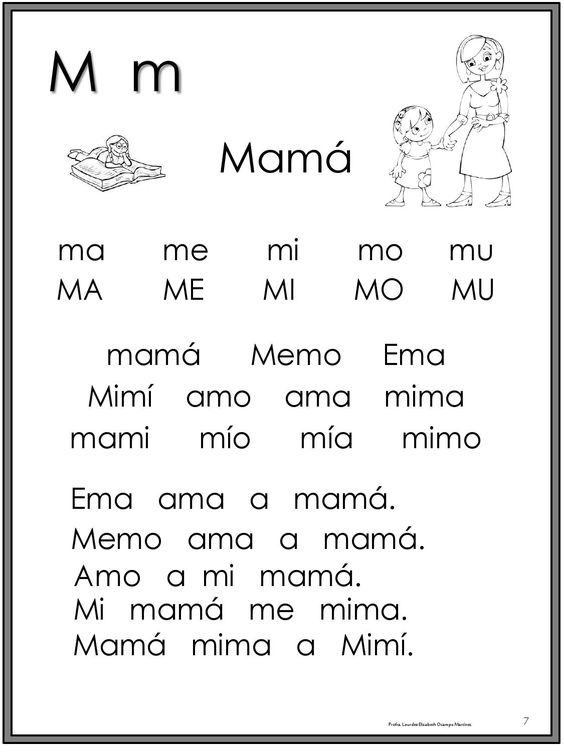 M m
Mamá
ma me mi mo mu
MA ME MI MO MU
mamá Memo Ema
Mimí amo ama mima
mami mío mía mimo
Ema ama a mamá.
Memo ama a mamá.
Amo a mi mamá.
Mi mamá me mima.
Mamá mima a Mimí.
Profra. Lourdes Elizabeth Ocampo Martínez
7